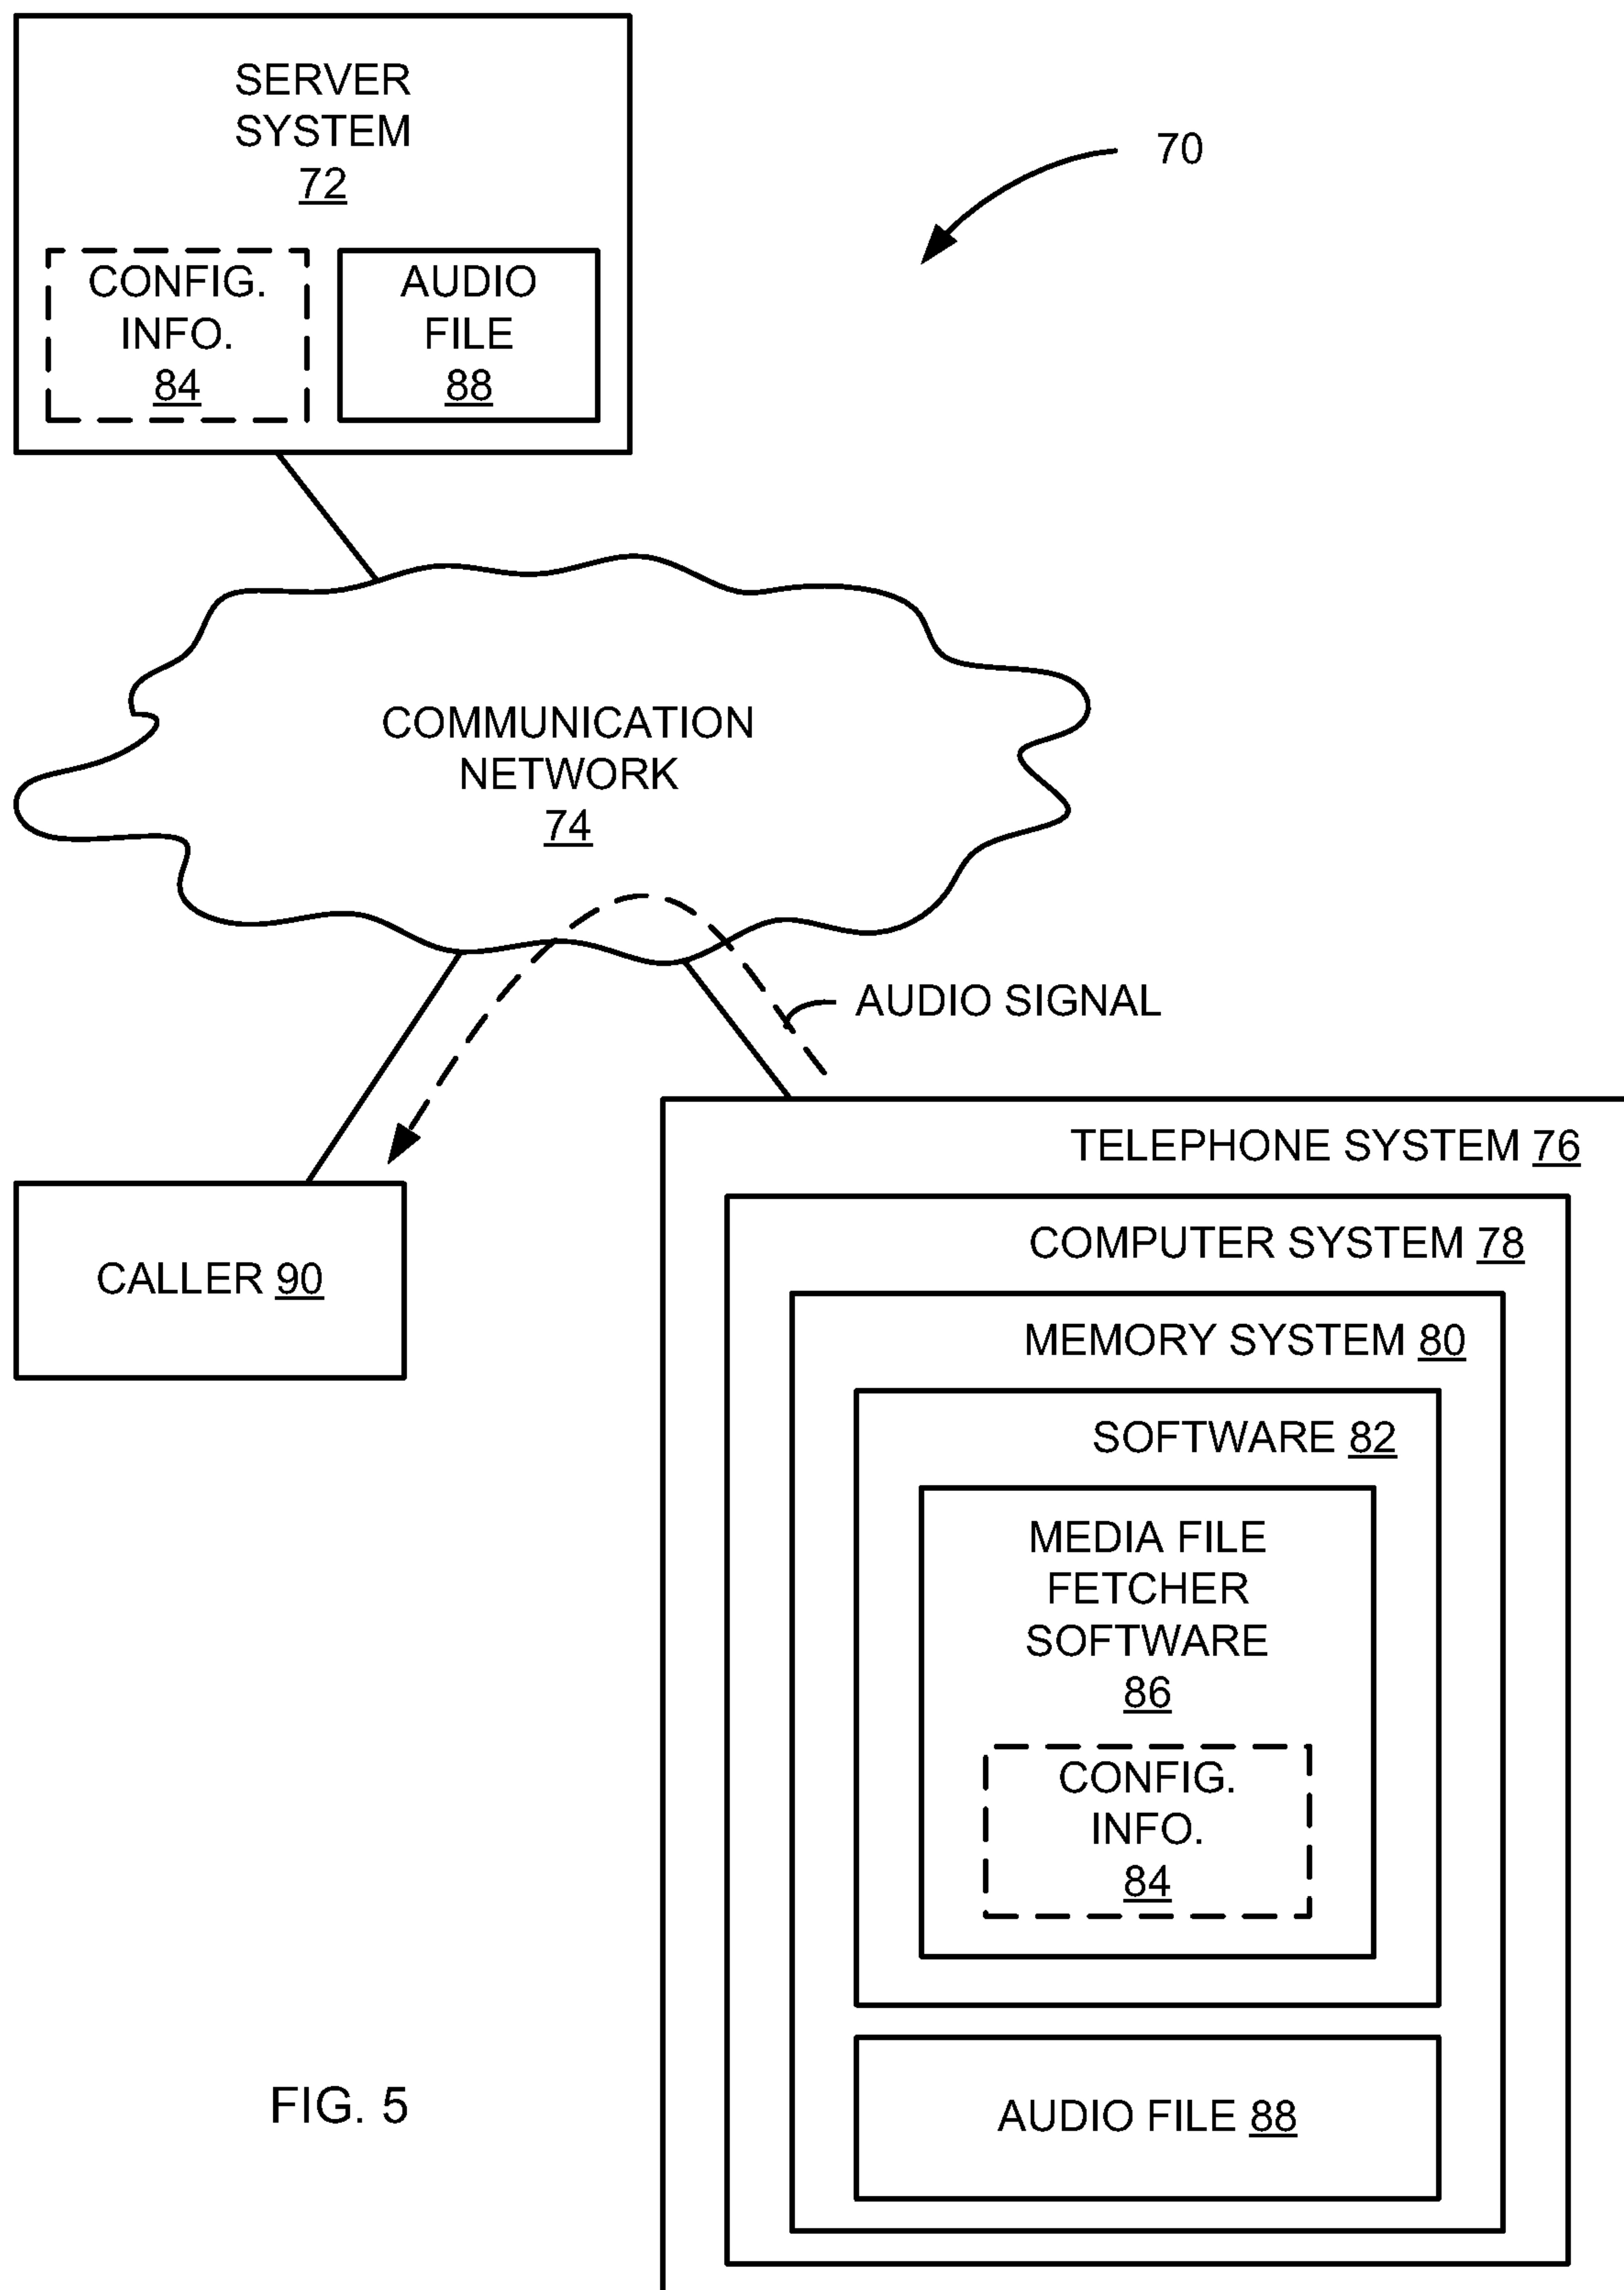 SERVER
SYSTEM
72
70
CONFIG.
INFO.
84
AUDIO
FILE
88
COMMUNICATION
NETWORK
74
AUDIO SIGNAL
TELEPHONE SYSTEM 76
COMPUTER SYSTEM 78
CALLER 90
MEMORY SYSTEM 80
SOFTWARE 82
MEDIA FILE
FETCHER
SOFTWARE
86
CONFIG.
INFO.
84
AUDIO FILE 88
FIG. 5